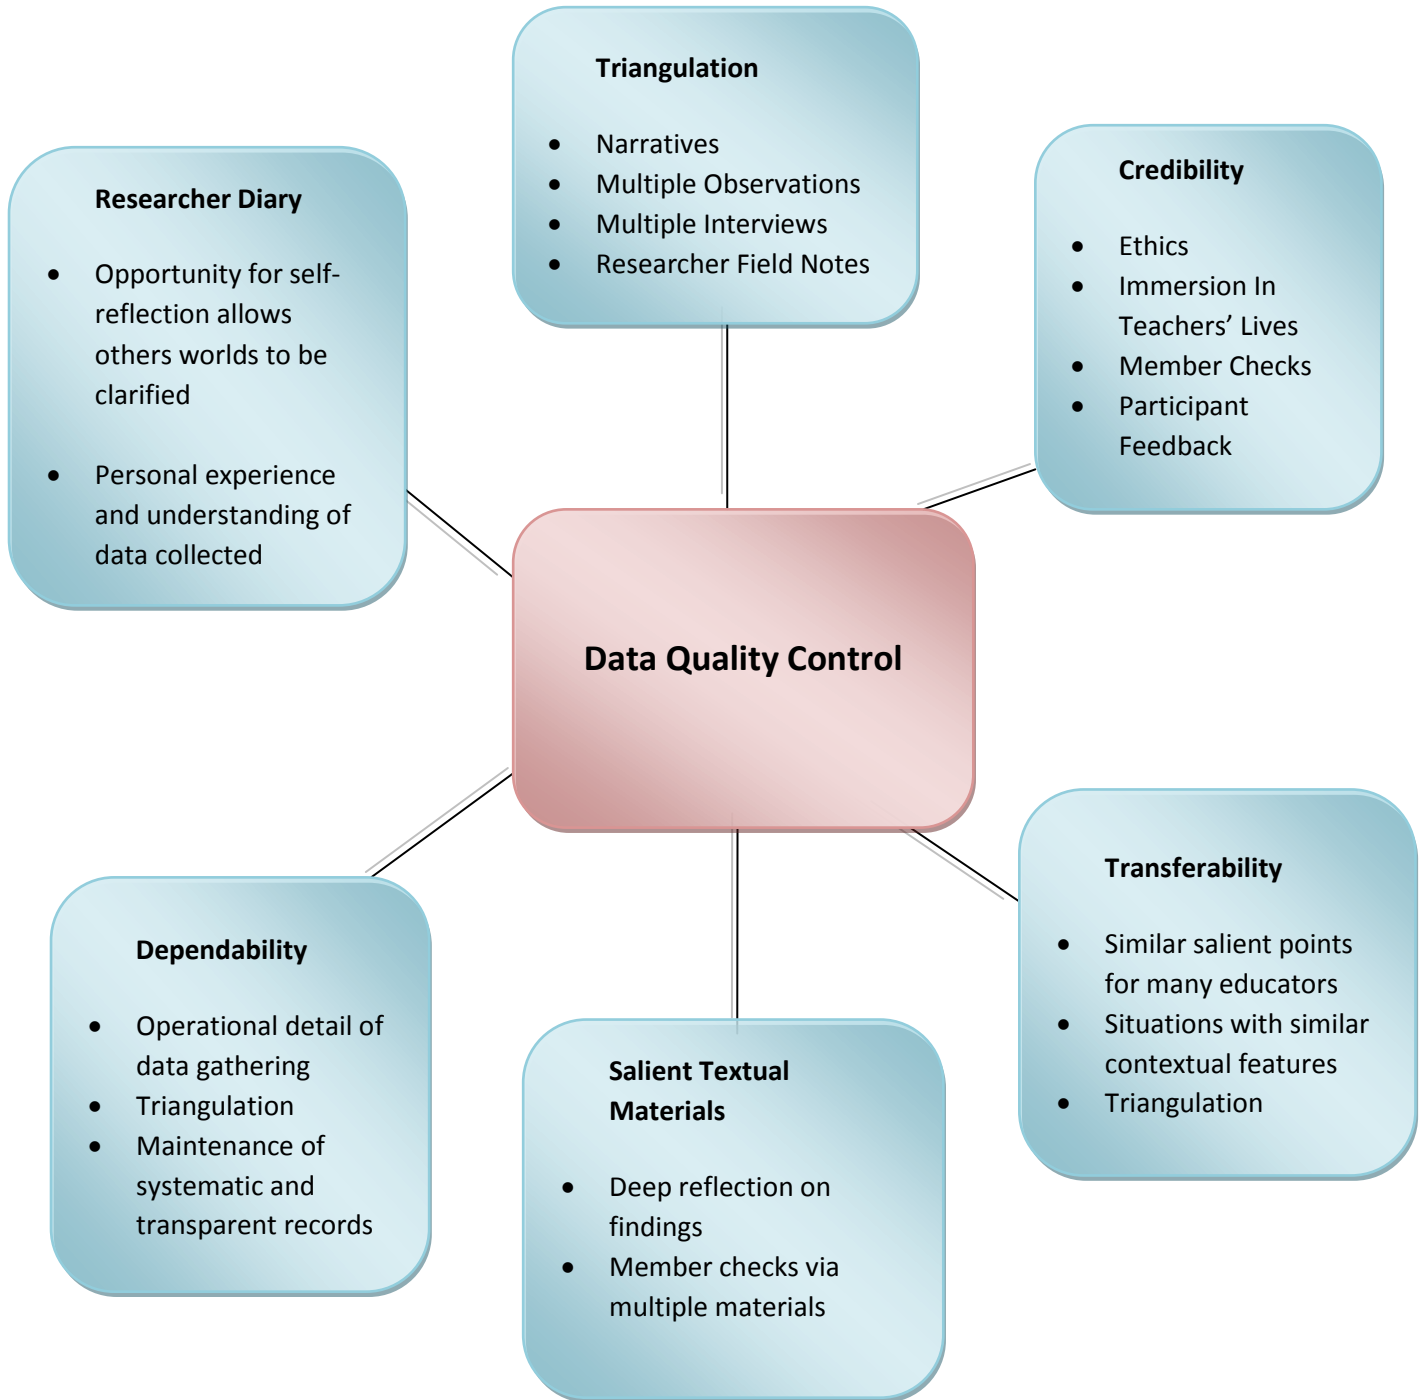 Triangulation
• Narratives
• Multiple Observations
• Multiple Interviews
• Researcher Field Notes
Credibility
• Ethics
• Immersion In
Teachers’ Lives
• Member Checks
• Participant
Feedback
Researcher Diary
• Opportunity for self-
reflection allows
others worlds to be
clarified
• Personal experience
and understanding of
data collected
Data Quality Control
Transferability
• Similar salient points
for many educators
• Situations with similar
contextual features
• Triangulation
Dependability
• Operational detail of
data gathering
• Triangulation
• Maintenance of
systematic and
transparent records
Salient Textual
Materials
• Deep reflection on
findings
• Member checks via
multiple materials